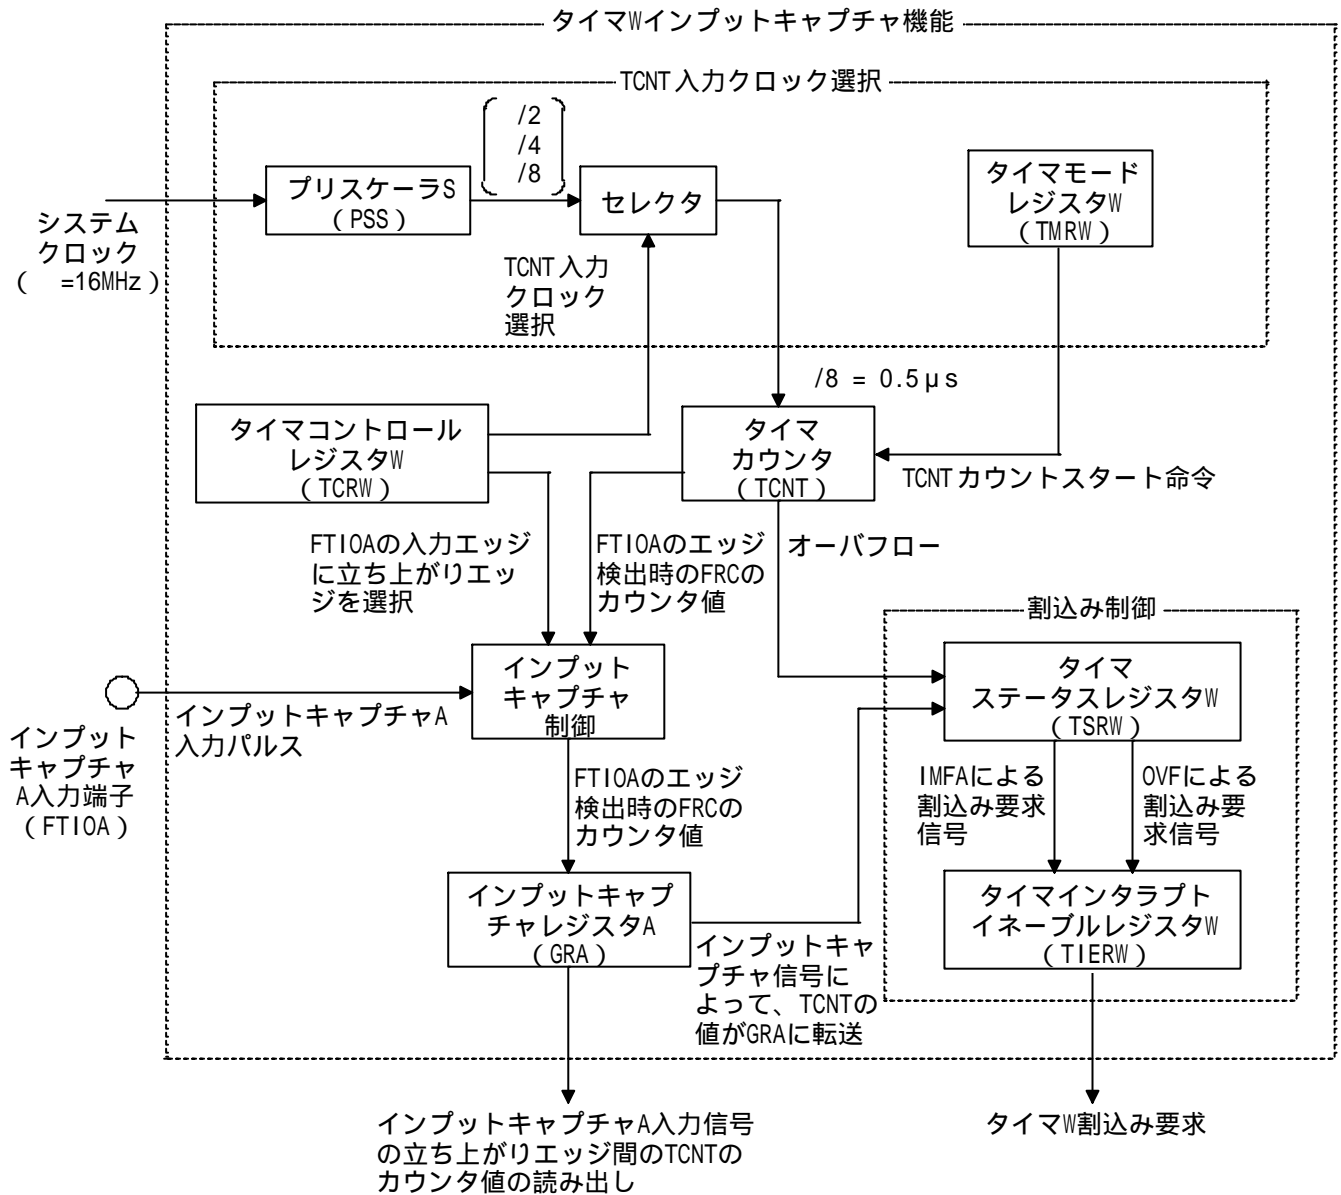 タイマWインプットキャプチャ機能
TCNT入力クロック選択
/2
/4
/8
プリスケーラS
(PSS)
セレクタ
タイマモード
レジスタW
(TMRW)
システム
クロック
( =16MHz)
TCNT入力
クロック
選択
/8 = 0.5μs
タイマコントロール
レジスタW
(TCRW)
タイマ
カウンタ
(TCNT)
TCNTカウントスタート命令
FTIOAの入力エッジ
に立ち上がりエッ
ジを選択
FTIOAのエッジ
検出時のFRCの
カウンタ値
オーバフロー
割込み制御
インプット
キャプチャ
制御
タイマ
ステータスレジスタW
(TSRW)
インプットキャプチャA
入力パルス
インプット
キャプチャ
A入力端子
(FTIOA)
FTIOAのエッジ
検出時のFRCの
カウンタ値
IMFAによる
割込み要求
信号
OVFによる
割込み要
求信号
インプットキャプ
チャレジスタA
(GRA)
インプットキャ
プチャ信号に
よって、TCNTの
値がGRAに転送
タイマインタラプト
イネーブルレジスタW
(TIERW)
インプットキャプチャA入力信号
の立ち上がりエッジ間のTCNTの
カウンタ値の読み出し
タイマW割込み要求